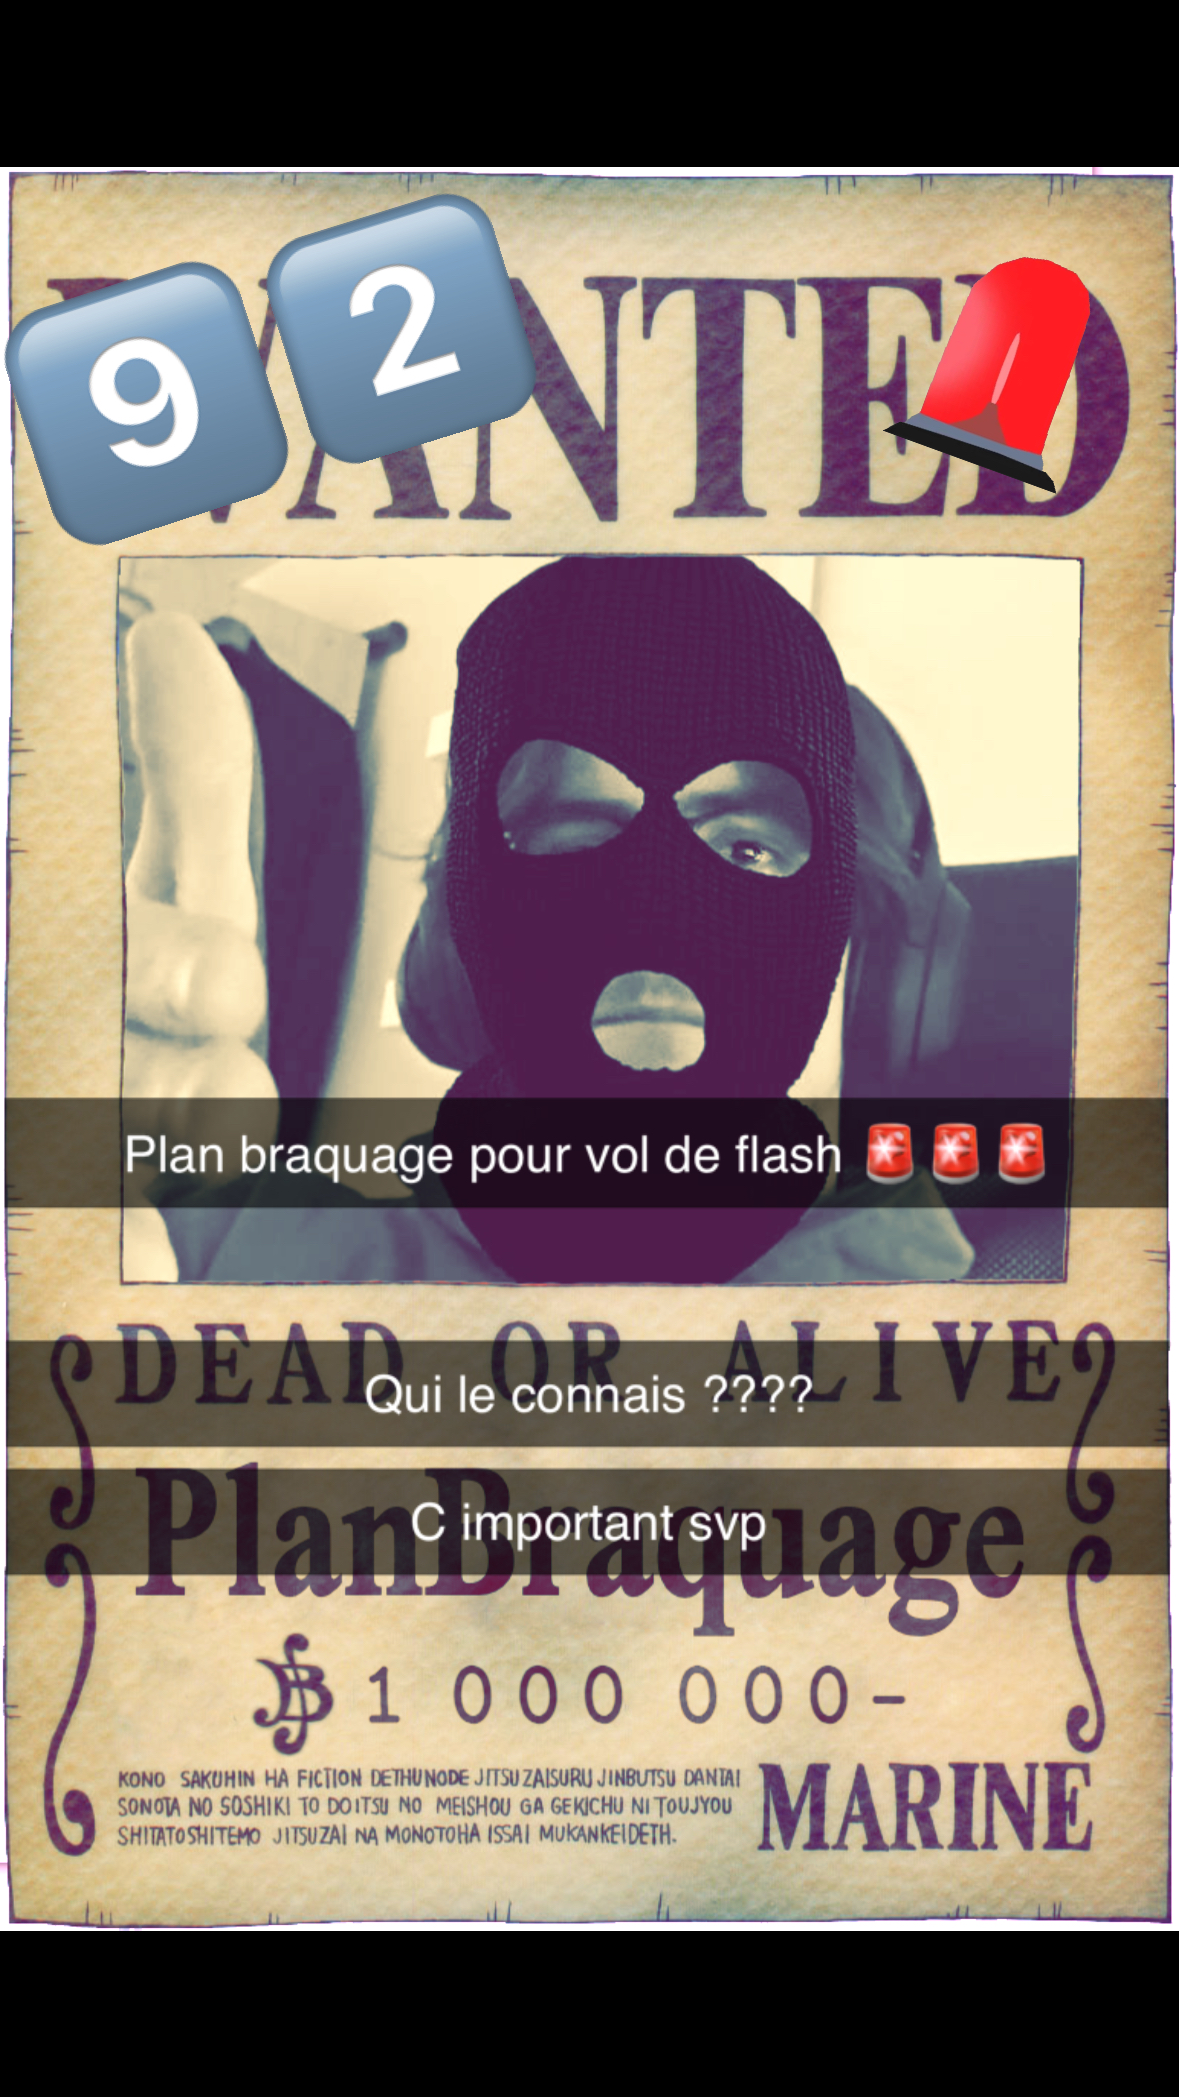 9 2
WANTED
Plan braquage pour vol de flash 🚨 🚨 🚨
DEAD OR ALIVE
Qui le connais ????
PlanBraquage
C important svp
฿ 1 000 000-
KONO SAKUHIN HA FICTION DETHUNODE JITSUZAISURU JINBUTSU DANTAI
SONOTA NO SOSHIKI TO DOITSU NO MEISHOU GA GEKICHU NI TOUJYOU
SHITATOSHITEMO JITSUZAI NA MONOTOHA ISSAI MUKANKEIDETH.
MARINE